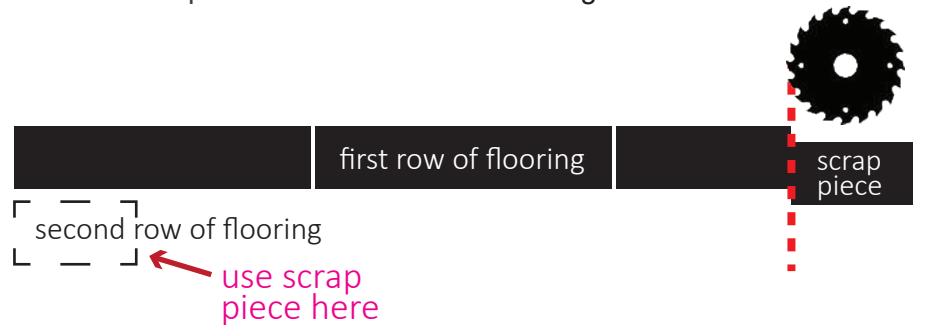 first row of flooring
scrap
piece
second row of flooring
use scrap
piece here